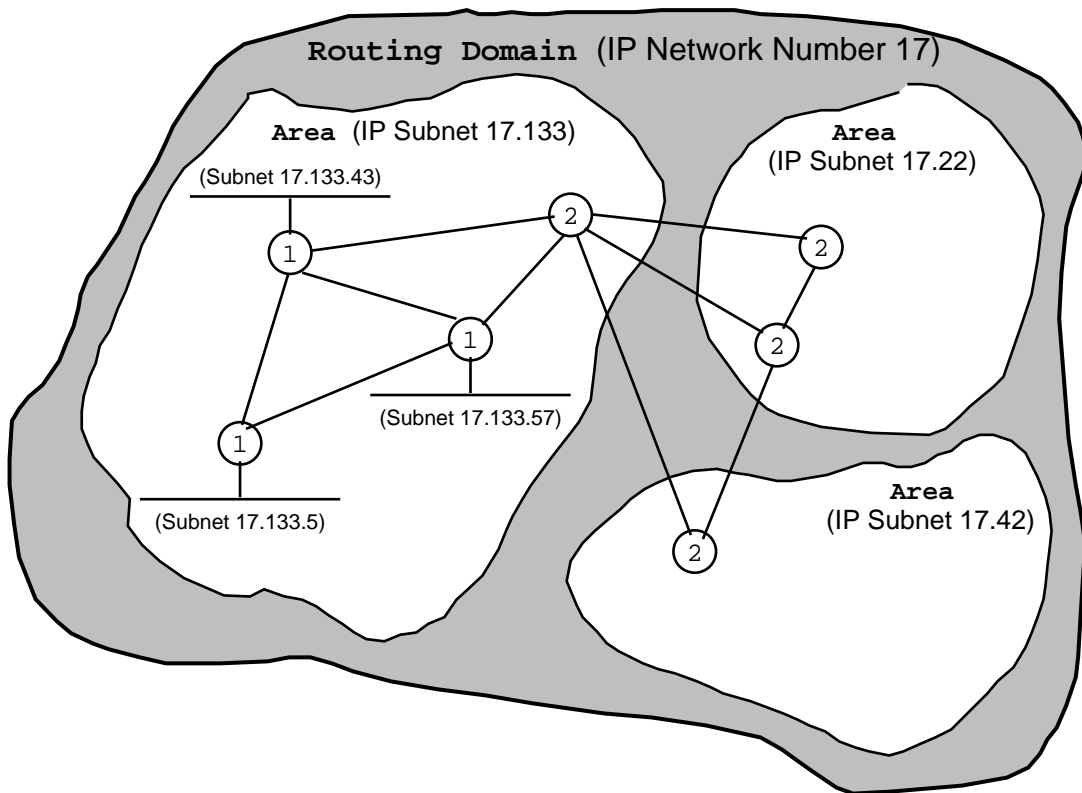 Routing Domain (IP Network Number 17)
Area (IP Subnet 17.133)
Area
(IP Subnet 17.22)
(Subnet 17.133.43)
2
1
2
1
2
(Subnet 17.133.57)
1
(Subnet 17.133.5)
Area
(IP Subnet 17.42)
2